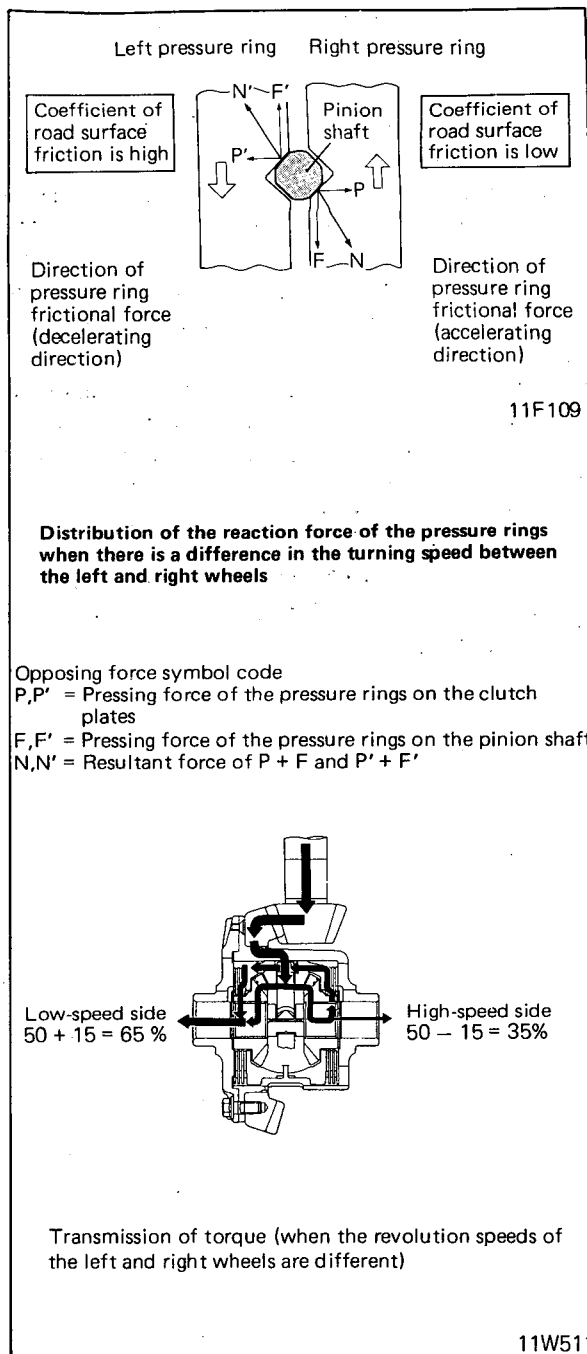 Left pressure ring Right pressure ring
N' F'
Coefficient of
road surface
friction is high
Pinion
shaft
Coefficient of
road surface
friction is low
P'
P
F N
Direction of
pressure ring
frictional force
(decelerating
direction)
Direction of
pressure ring
frictional force
(accelerating
direction)
11F109
Distribution of the reaction force of the pressure rings
when there is a difference in the turning speed between
the left and right wheels
Opposing force symbol code
P,P' = Pressing force of the pressure rings on the clutch
plates
F,F' = Pressing force of the pressure rings on the pinion shaft
N,N' = Resultant force of P + F and P' + F'
Low-speed side
50 + 15 = 65 %
High-speed side
50 – 15 = 35%
Transmission of torque (when the revolution speeds of
the left and right wheels are different)
11W511